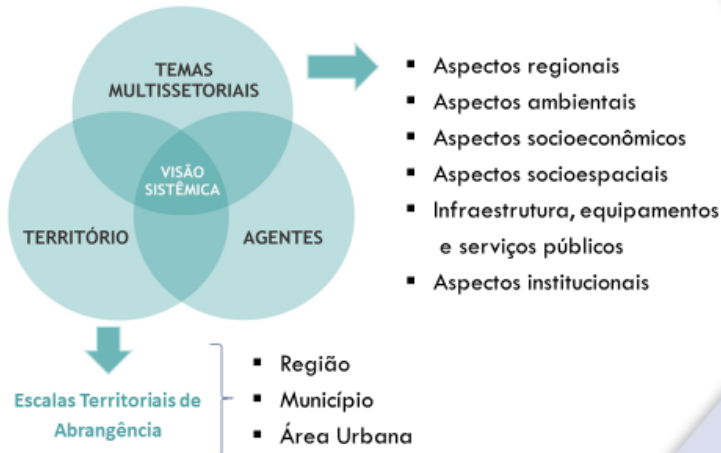 TEMAS
MULTISSETORIAIS
VISÃO
SISTÊMICA
TERRITÓRIO
AGENTES
▪ Aspectos regionais
▪ Aspectos ambientais
▪ Aspectos socioeconômicos
▪ Aspectos socioespaciais
▪ Infraestrutura, equipamentos
e serviços públicos
▪ Aspectos institucionais
Escalas Territoriais de
Abrangência
▪ Região
▪ Município
▪ Área Urbana